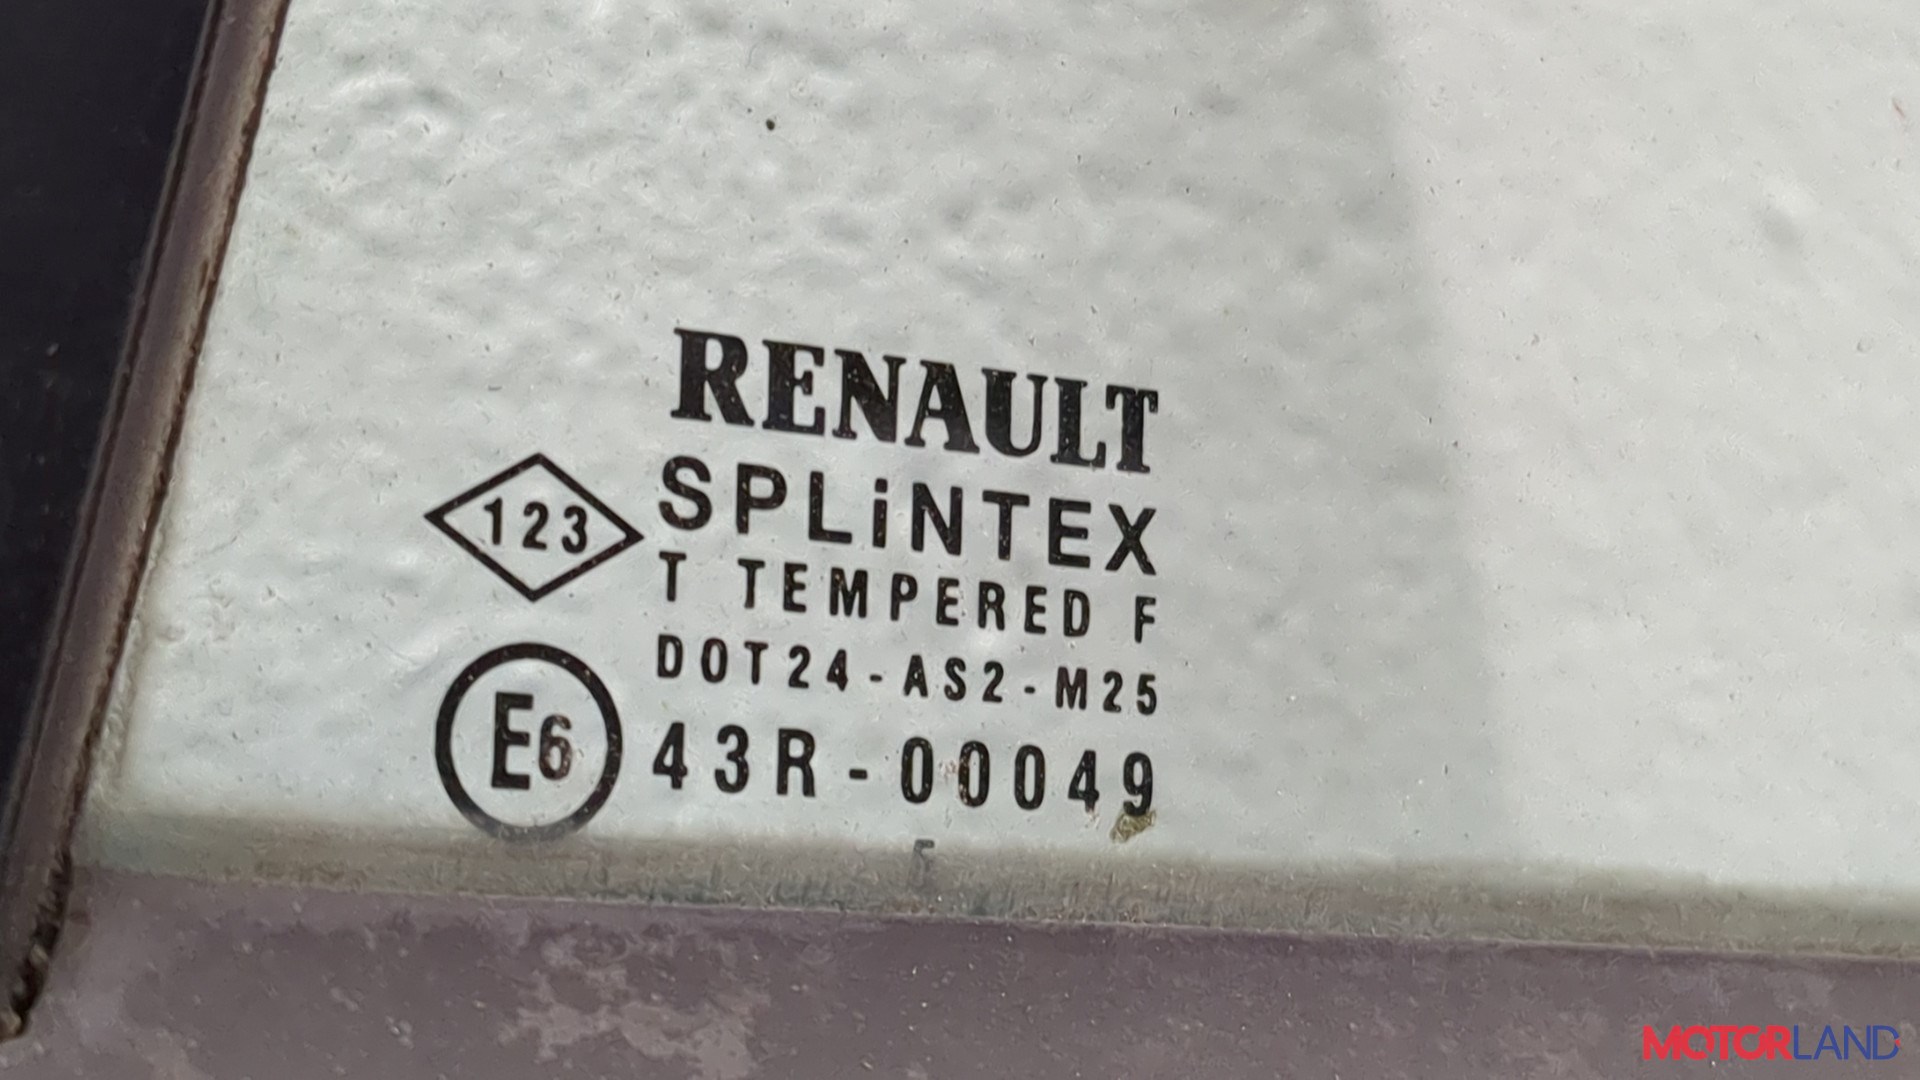 RENAULT
SPLiNTEX
123
T TEMPERED F
DOT24-AS2-M25
E6
43R-00049
MOTORLAND